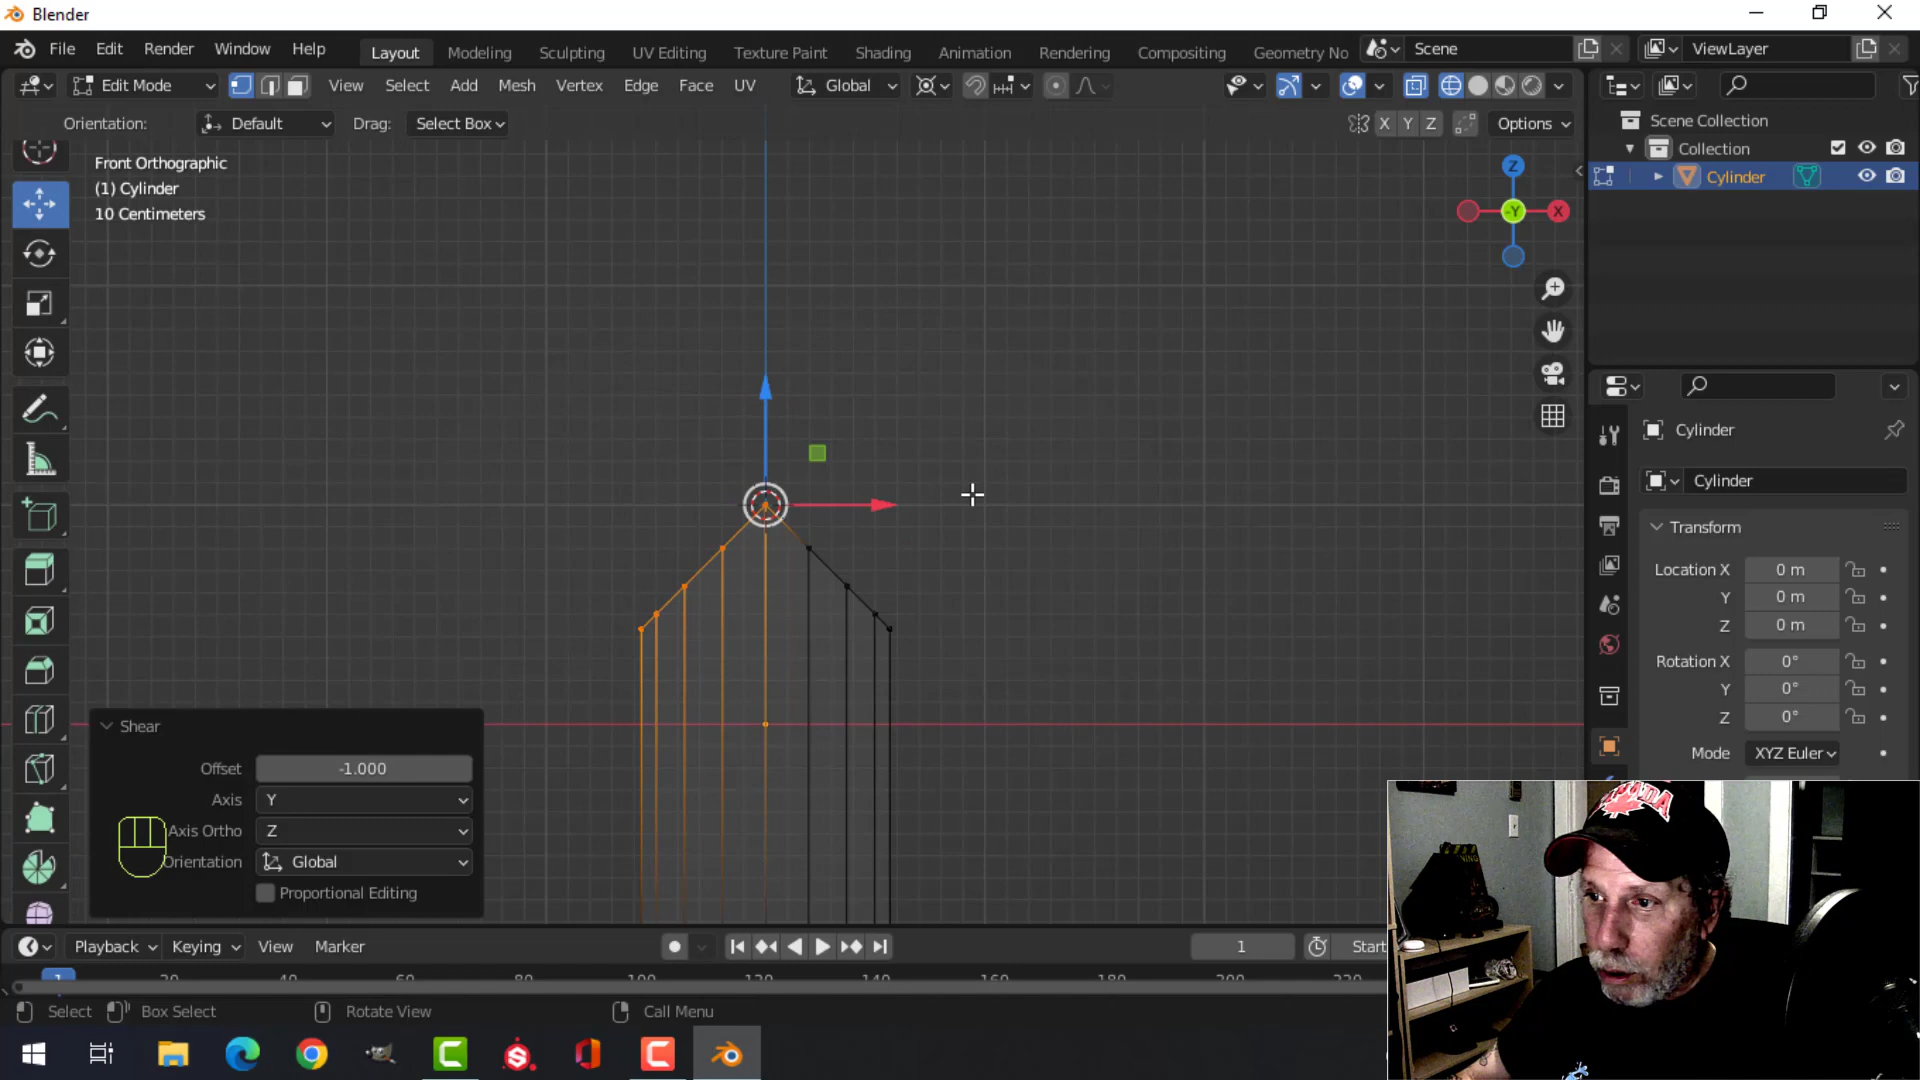 Blender
File Edit Render Window Help
Layout Modeling Sculpting UV Editing Texture Paint Shading Animation Rendering Compositing Geometry No
Scene
ViewLayer
Edit Mode
View Select Add Mesh Vertex Edge Face UV
Global
Orientation: Default Drag: Select Box
X Y Z Options
Front Orthographic
(1) Cylinder
10 Centimeters
Z
-Y X
Scene Collection
Collection
Cylinder
Cylinder
Cylinder
Transform
Location X 0 m
Y 0 m
Z 0 m
Rotation X 0°
Y 0°
Z 0°
Mode XYZ Euler
Shear
Offset -1.000
Axis Y
Axis Ortho Z
Orientation Global
Proportional Editing
Playback Keying View Marker
1 Start
1 20 40 60 80 100 120 140 160 180 200 220
Select Box Select Rotate View Call Menu